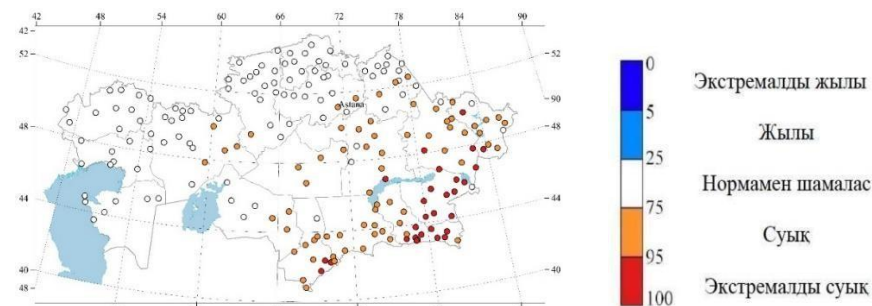 42 48 54 60 66 72 78 84 90
42
52
52
50
48
48
44
44
40
48
40
Astana
0
Экстремалды жылы
5
Жылы
25
Нормамен шамалас
75
Суық
95
Экстремалды суық
100